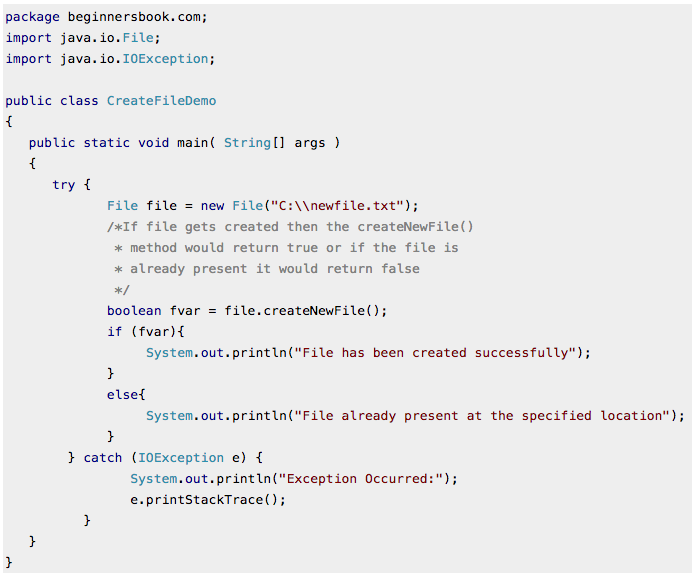 package beginnersbook.com;
import java.io.File;
import java.io.IOException;

public class CreateFileDemo
{
   public static void main( String[] args )
   {
      try {
             File file = new File("C:\\newfile.txt");
             /*If file gets created then the createNewFile()
              * method would return true or if the file is
              * already present it would return false
              */
             boolean fvar = file.createNewFile();
             if (fvar){
                  System.out.println("File has been created successfully");
             }
             else{
                  System.out.println("File already present at the specified location");
             }
        } catch (IOException e) {
                System.out.println("Exception Occurred:");
                e.printStackTrace();
          }
   }
}